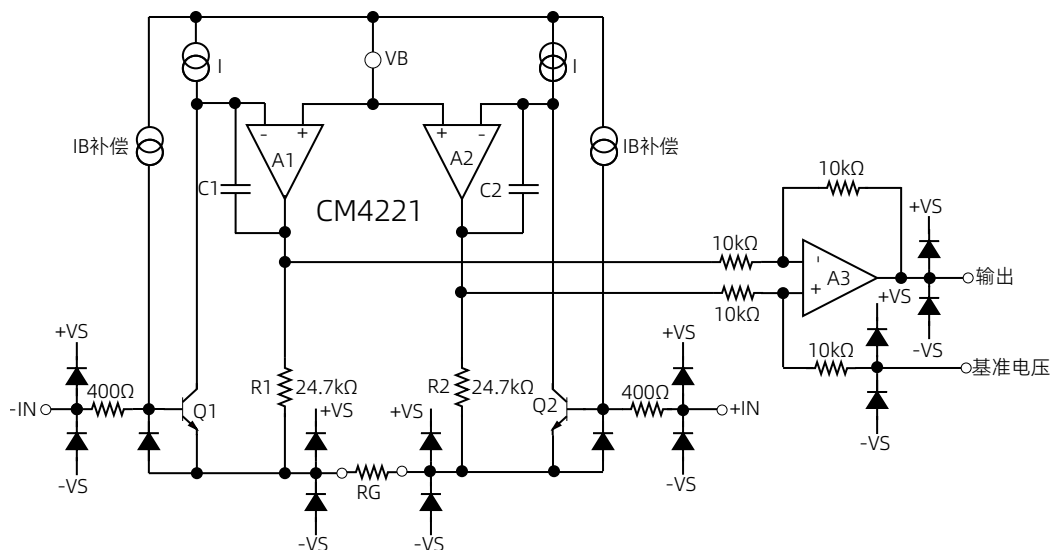 I
VB
I
IB补偿
- +
A1
+ -
A2
IB补偿
C1
C2
CM4221
10kΩ
+VS
10kΩ
-
A3
+
输出
10kΩ
+VS
-VS
10kΩ
基准电压
-VS
+VS
R1
24.7kΩ
R2
24.7kΩ
+VS
400Ω
400Ω
-IN
Q1
Q2
+IN
+VS
+VS
-VS
RG
-VS
-VS
-VS